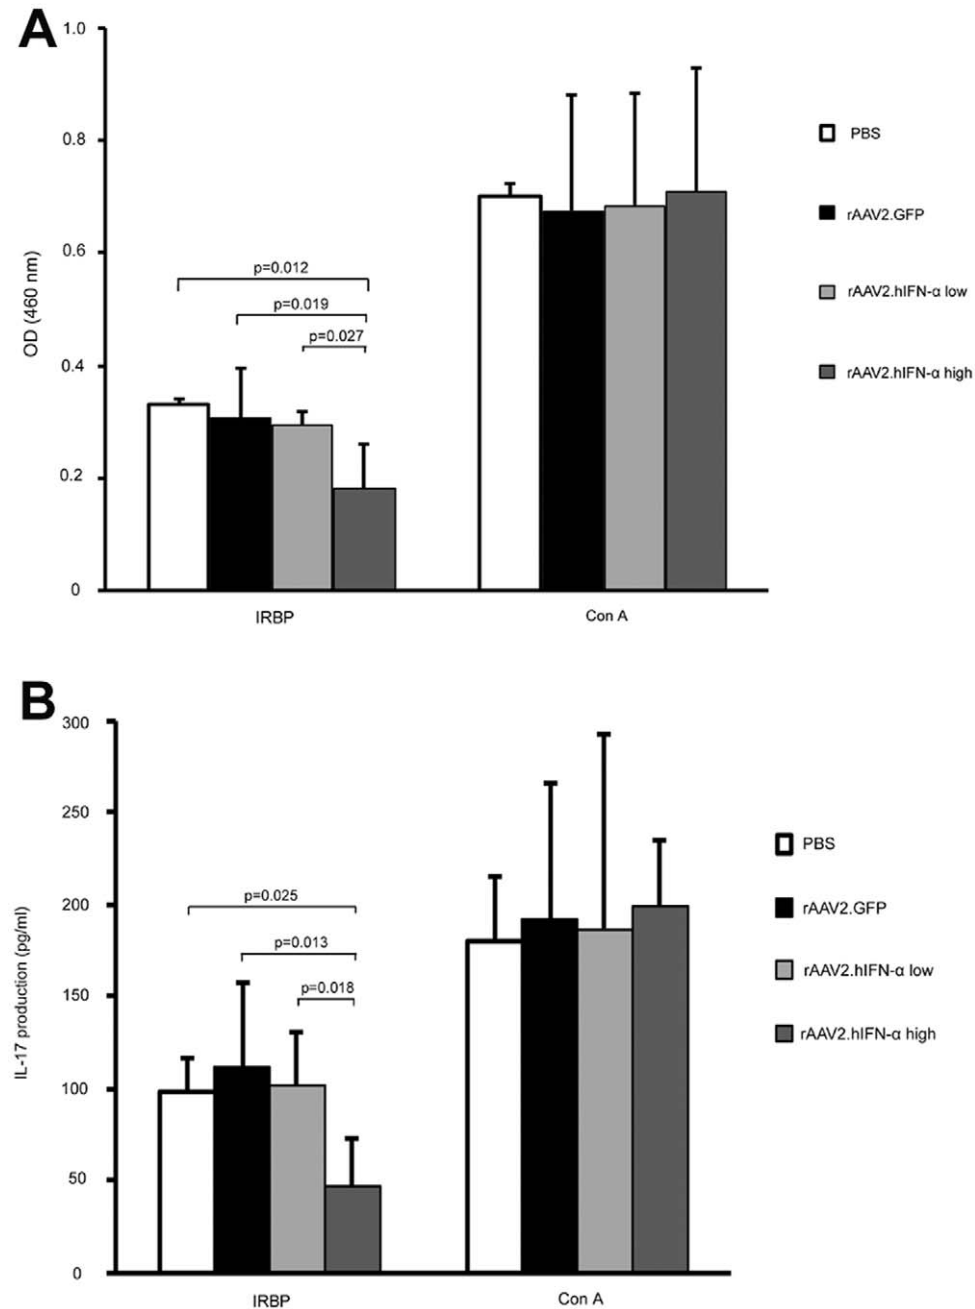 A
1.0
0.8
0.6
0.4
0.2
0
OD (460 nm)
p=0.012
p=0.019
p=0.027
IRBP
Con A
PBS
rAAV2.GFP
rAAV2.hIFN-α low
rAAV2.hIFN-α high
B
300
250
200
150
100
50
0
IL-17 production (pg/ml)
p=0.025
p=0.013
p=0.018
IRBP
Con A
PBS
rAAV2.GFP
rAAV2.hIFN-α low
rAAV2.hIFN-α high